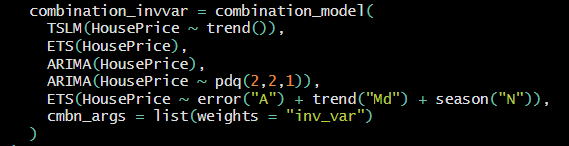 combination_invvar = combination_model(
TSLM(HousePrice ~ trend()),
ETS(HousePrice),
ARIMA(HousePrice),
ARIMA(HousePrice ~ pdq(2,2,1)),
ETS(HousePrice ~ error("A") + trend("Md") + season("N")),
cmbn_args = list(weights = "inv_var")
)